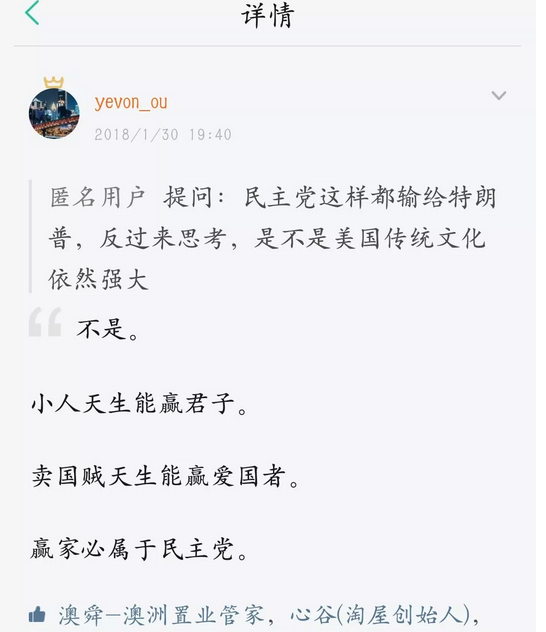 详情
yevon_ou
2018/1/30 19:40
匿名用户 提问：民主党这样都输给特朗
普，反过来思考，是不是美国传统文化
依然强大
不是。
小人天生能赢君子。
卖国贼天生能赢爱国者。
赢家必属于民主党。
澳舜-澳洲置业管家，心谷(淘屋创始人)，